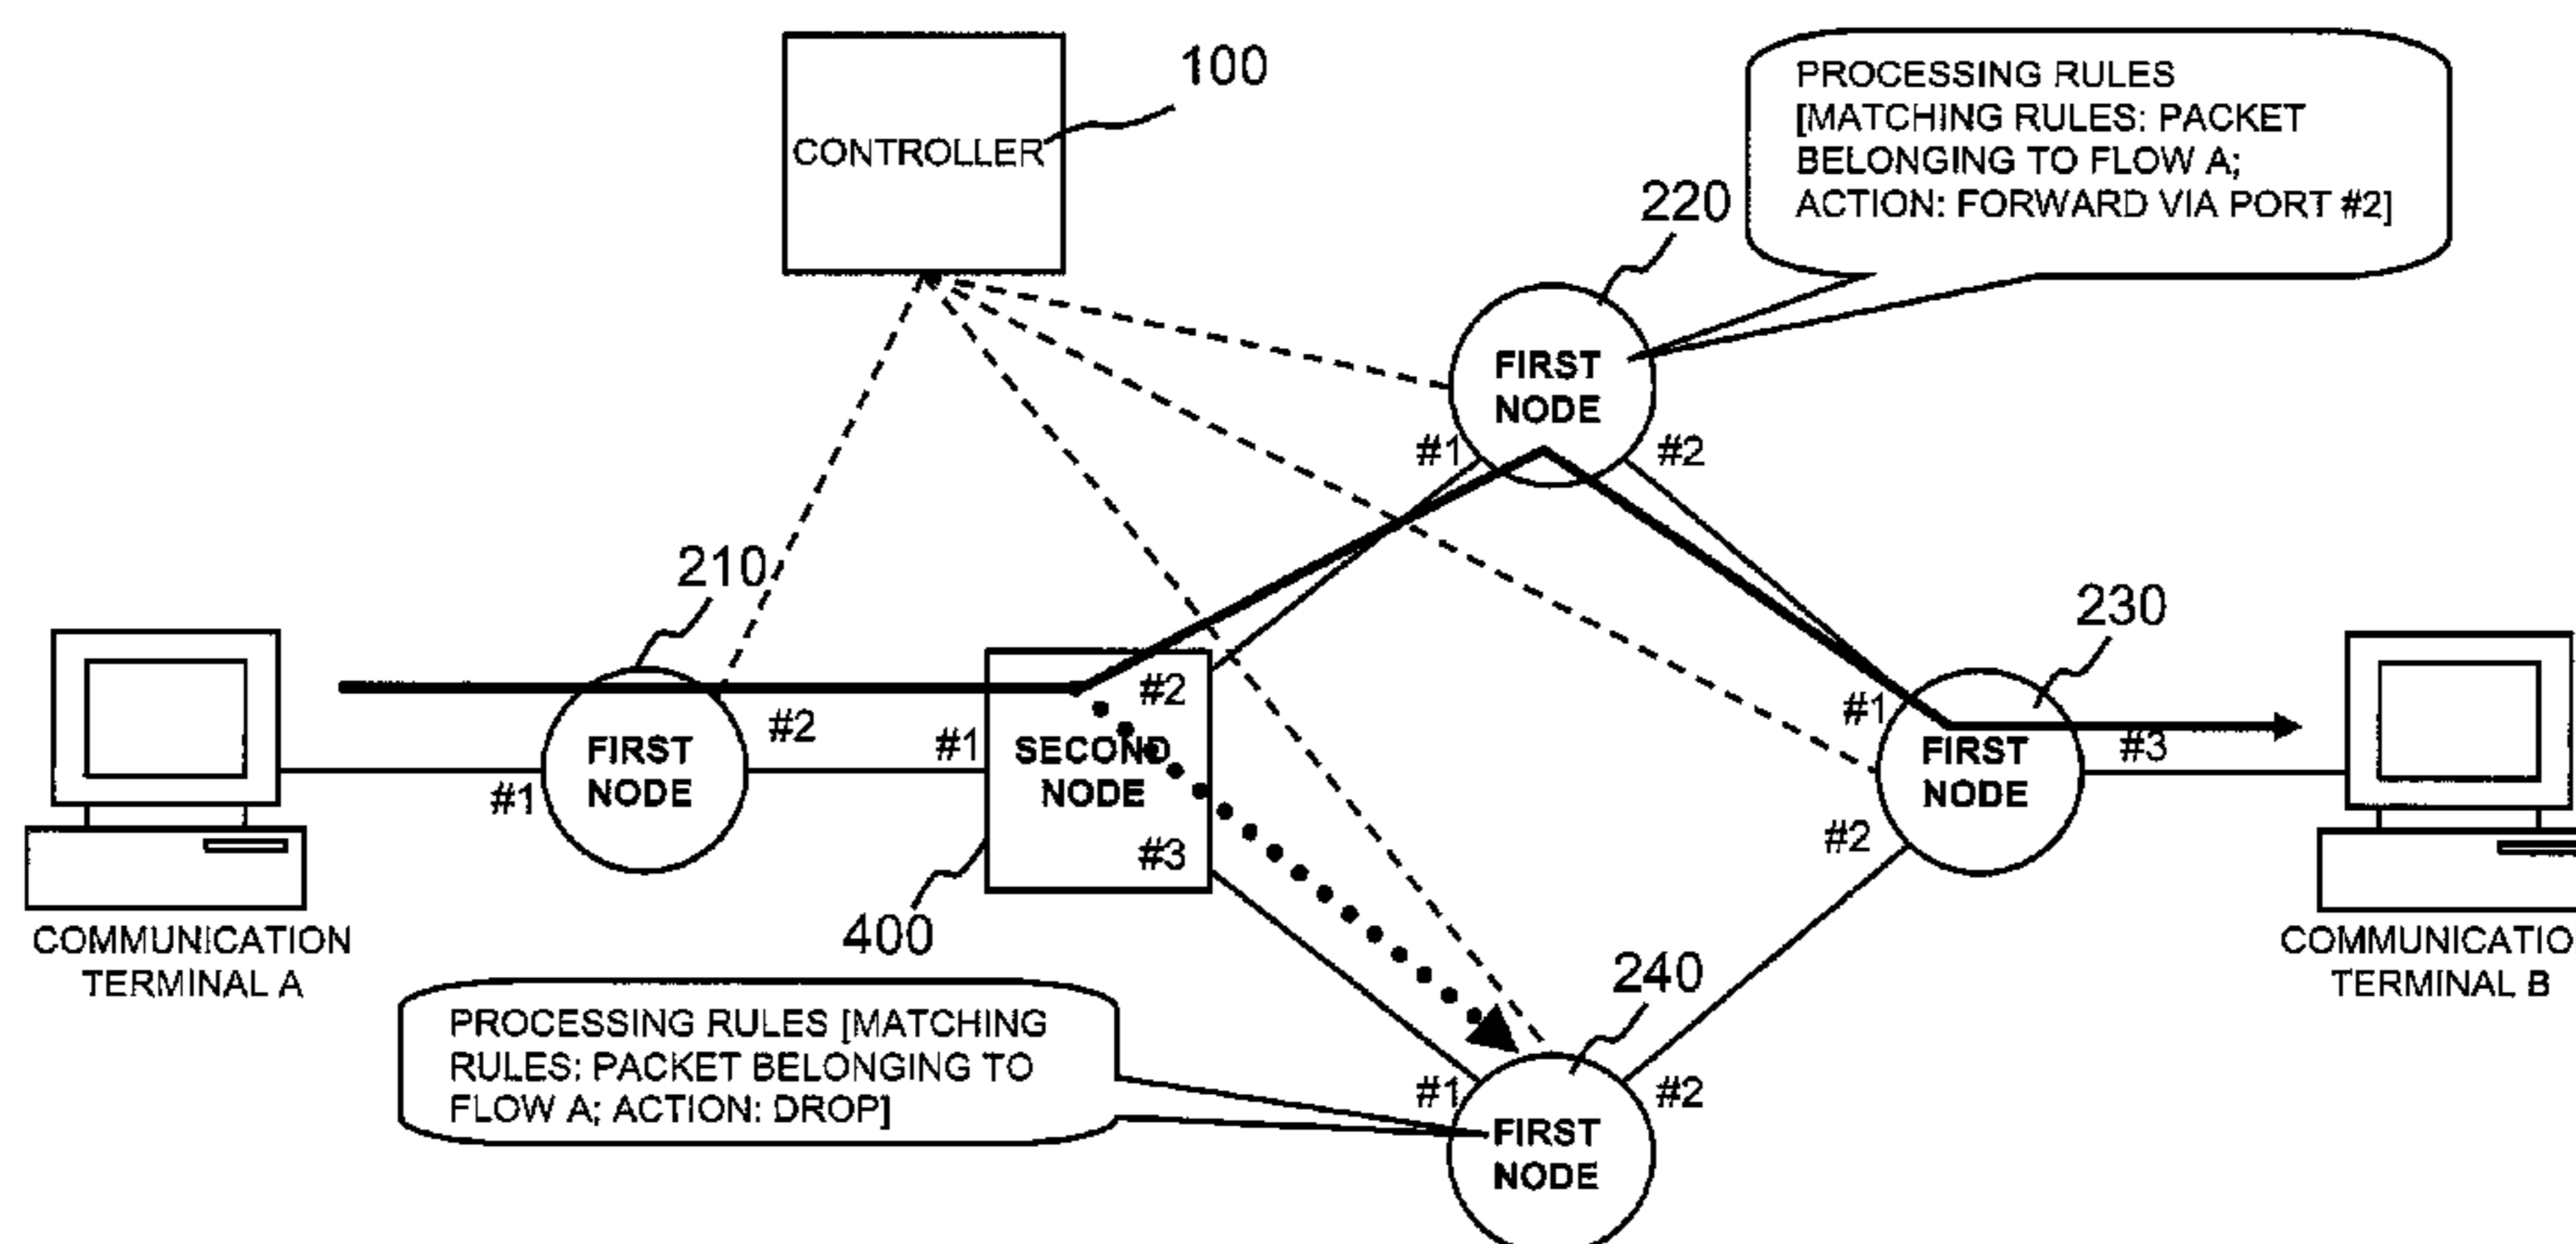 100
CONTROLLER
PROCESSING RULES
[MATCHING RULES: PACKET
BELONGING TO FLOW A;
ACTION: FORWARD VIA PORT #2]
220
FIRST
NODE
#1
#2
210
FIRST
NODE
#1
#2
#1
#2
SECOND
NODE
#3
400
230
#1
FIRST
NODE
#3
#2
COMMUNICATION
TERMINAL A
COMMUNICATIO
TERMINAL B
PROCESSING RULES [MATCHING
RULES: PACKET BELONGING TO
FLOW A; ACTION: DROP]
240
#1
#2
FIRST
NODE